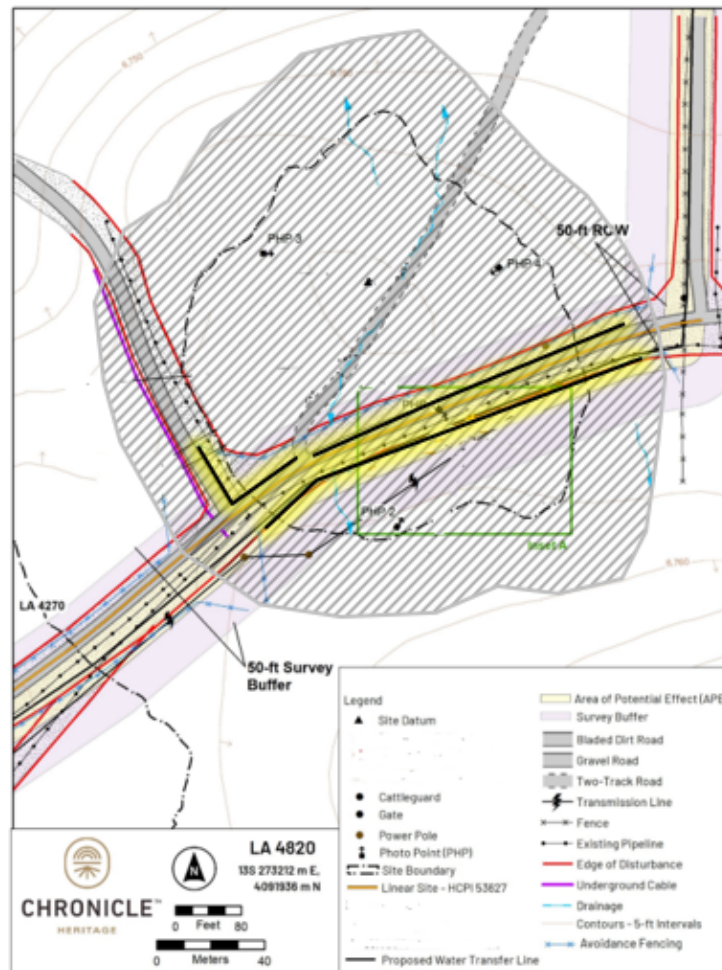 6,750
PHP 3
PHP 4
50-ft ROW
PHP 2
Inset A
6,760
LA 4270
50-ft Survey
Buffer
Legend
Site Datum
Cattleguard
Gate
Power Pole
Photo Point (PHP)
Site Boundary
Linear Site - HCPI 53627
Proposed Water Transfer Line
Area of Potential Effect (APE
Survey Buffer
Bladed Dirt Road
Gravel Road
Two-Track Road
Transmission Line
Fence
Existing Pipeline
Edge of Disturbance
Underground Cable
Drainage
Contours - 5-ft Intervals
Avoidance Fencing
CHRONICLE™
HERITAGE
N
LA 4820
13S 273212 m E,
4091936 m N
0 Feet 80
0 Meters 40